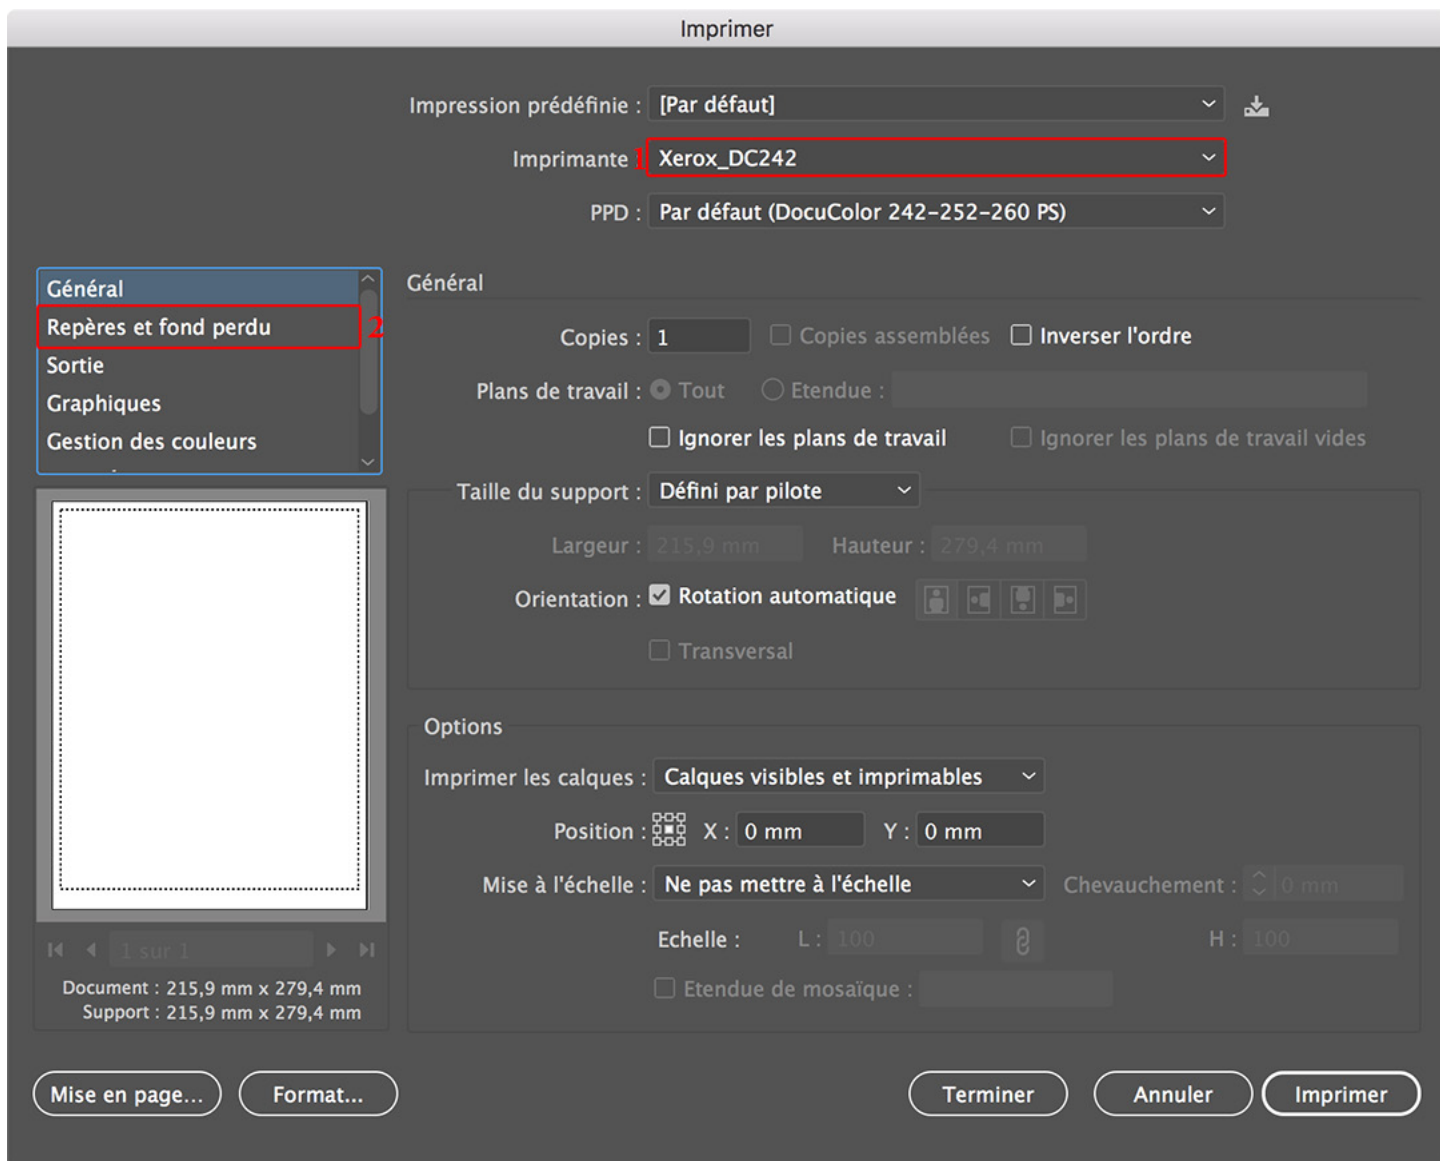 Imprimer
Impression prédéfinie : [Par défaut]
Imprimante : 1 Xerox_DC242
PPD : Par défaut (DocuColor 242-252-260 PS)
Général
Repères et fond perdu 2
Sortie
Graphiques
Gestion des couleurs
Général
Copies : 1 Copies assemblées Inverser l'ordre
Plans de travail : Tout Etendue :
Ignorer les plans de travail Ignorer les plans de travail vides
Taille du support : Défini par pilote
Largeur : 215,9 mm Hauteur : 279,4 mm
Orientation : Rotation automatique
Transversal
Options
Imprimer les calques : Calques visibles et imprimables
Position : X : 0 mm Y : 0 mm
Mise à l'échelle : Ne pas mettre à l'échelle Chevauchement : 0 mm
Echelle : L : 100 H : 100
Etendue de mosaïque :
1 sur 1
Document : 215,9 mm x 279,4 mm
Support : 215,9 mm x 279,4 mm
Mise en page... Format... Terminer Annuler Imprimer